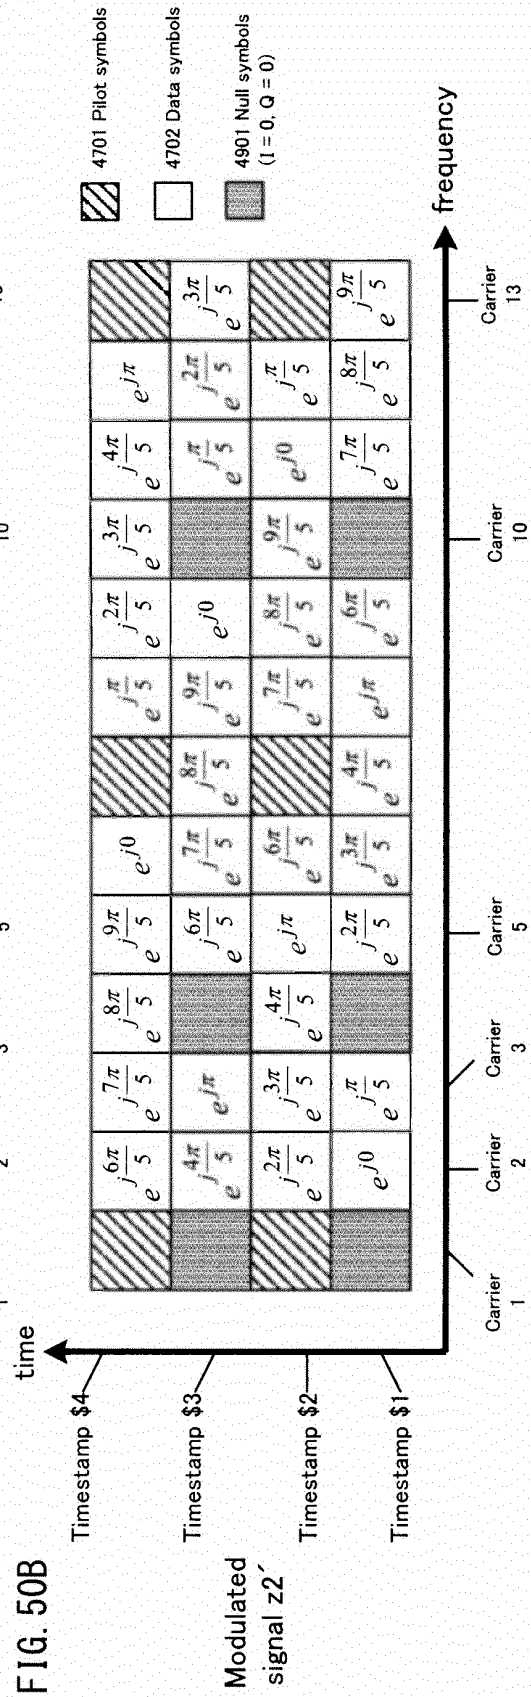 FIG. 50B
Modulated
signal z2´
time
4701 Pilot symbols
4702 Data symbols
4901 Null symbols
(I = 0, Q = 0)
Timestamp $4
e^{j6π/5} e^{j7π/5} e^{j8π/5} e^{j9π/5} e^{j0} e^{jπ/5} e^{j2π/5} e^{j3π/5} e^{j4π/5} e^{jπ}
Timestamp $3
e^{j4π/5} e^{jπ} e^{j6π/5} e^{j7π/5} e^{j8π/5} e^{j9π/5} e^{j0} e^{jπ/5} e^{j2π/5} e^{j3π/5}
Timestamp $2
e^{j2π/5} e^{j3π/5} e^{j4π/5} e^{jπ} e^{j6π/5} e^{j7π/5} e^{j8π/5} e^{j9π/5} e^{j0} e^{jπ/5}
Timestamp $1
e^{j0} e^{jπ/5} e^{j2π/5} e^{j3π/5} e^{j4π/5} e^{jπ} e^{j6π/5} e^{j7π/5} e^{j8π/5} e^{j9π/5}
frequency
Carrier
1
Carrier
2
Carrier
3
Carrier
5
Carrier
10
Carrier
13